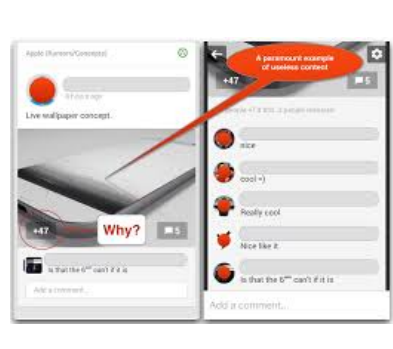 Apple (Rumors/Concepts)
Live wallpaper concept.
+47
Why?
5
Is that the 6"" can't if it is
Add a comment...
A paramount example
of useless content
+47
5
nice
cool =)
Really cool
Nice like it
Is that the 6"" can't if it is
Add a comment...